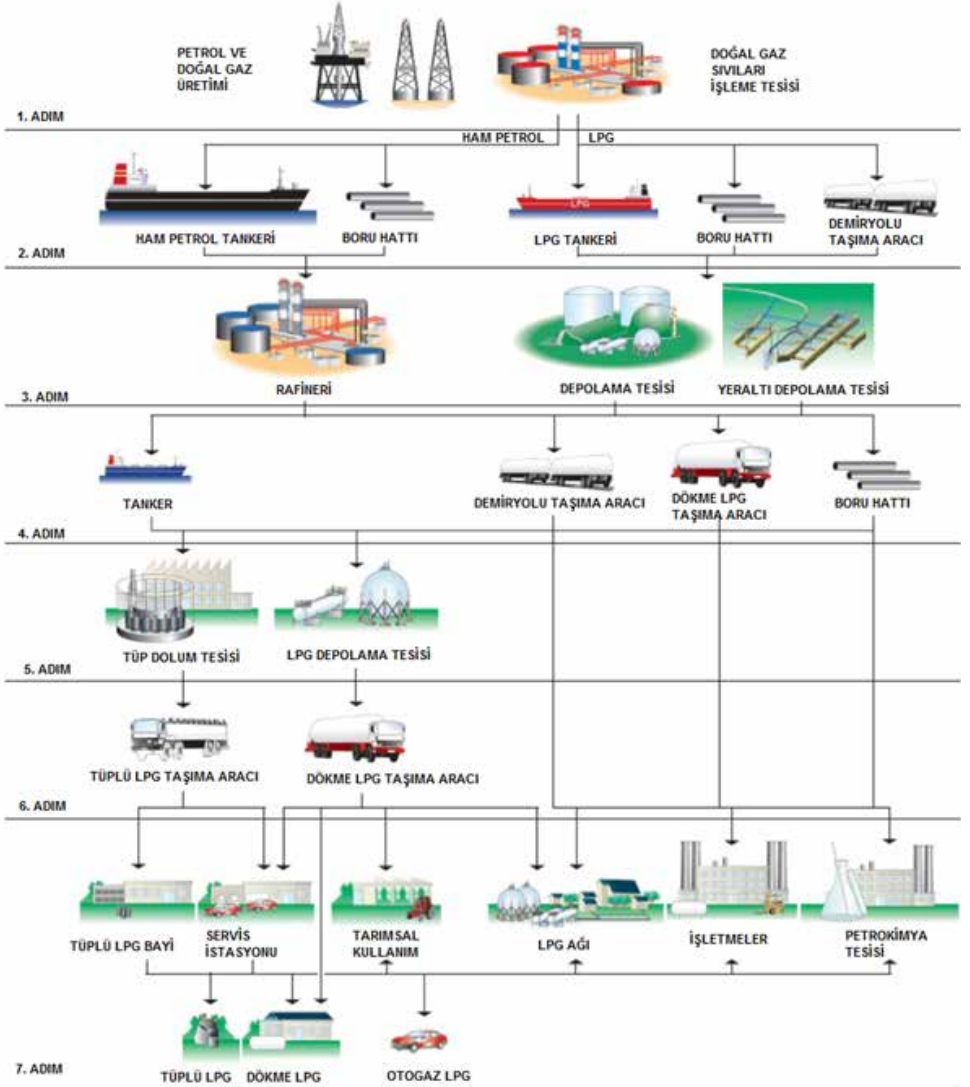 PETROL VE
DOĞAL GAZ
ÜRETİMİ
DOĞAL GAZ
SIVILARI
İŞLEME TESİSİ
1. ADIM
HAM PETROL
LPG
LPG
HAM PETROL TANKERİ
BORU HATTI
LPG TANKERİ
BORU HATTI
DEMİRYOLU
TAŞIMA ARACI
2. ADIM
RAFİNERİ
DEPOLAMA TESİSİ
YERALTI DEPOLAMA TESİSİ
3. ADIM
TANKER
DEMİRYOLU TAŞIMA ARACI
DÖKME LPG
TAŞIMA ARACI
BORU HATTI
4. ADIM
TÜP DOLUM TESİSİ
LPG DEPOLAMA TESİSİ
5. ADIM
TÜPLÜ LPG TAŞIMA ARACI
DÖKME LPG TAŞIMA ARACI
6. ADIM
TÜPLÜ LPG BAYİ
SERVİS
İSTASYONU
TARIMSAL
KULLANIM
LPG AĞI
İŞLETMELER
PETROKİMYA
TESİSİ
7. ADIM
TÜPLÜ LPG
DÖKME LPG
OTOGAZ LPG